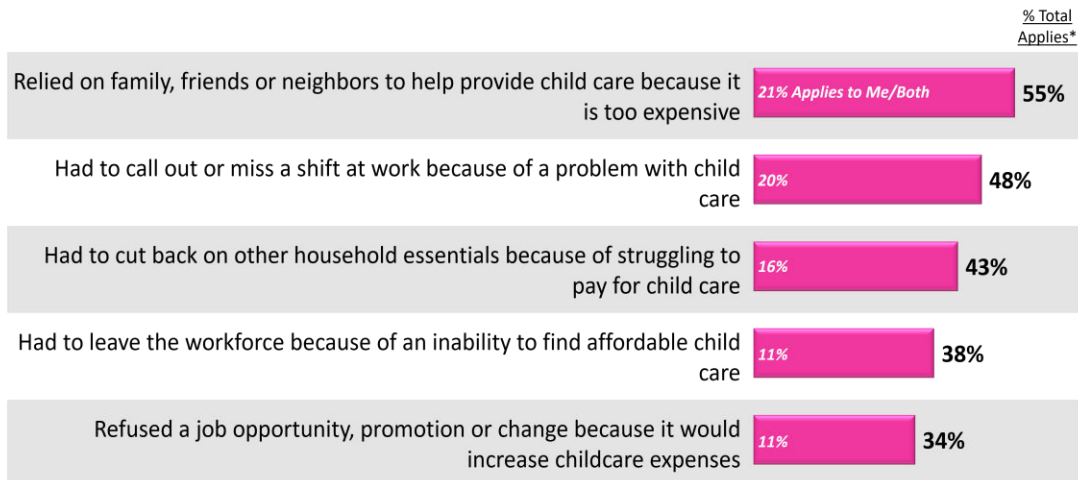 % Total
Applies*
Relied on family, friends or neighbors to help provide child care because it
is too expensive
21% Applies to Me/Both
55%
Had to call out or miss a shift at work because of a problem with child
care
20%
48%
Had to cut back on other household essentials because of struggling to
pay for child care
16%
43%
Had to leave the workforce because of an inability to find affordable child
care
11%
38%
Refused a job opportunity, promotion or change because it would
increase childcare expenses
11%
34%